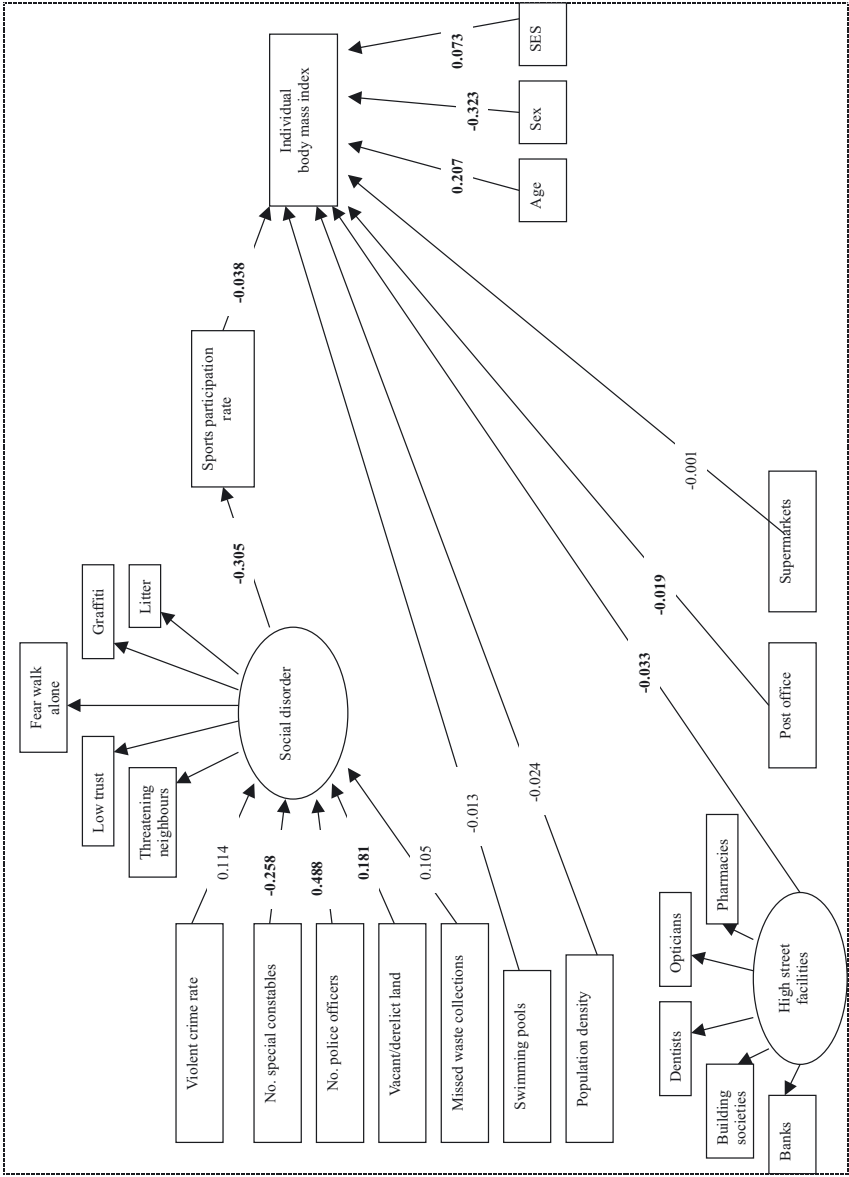 Fear walk
alone
Low trust
Graffiti
Threatening
neighbours
Litter
Social disorder
Violent crime rate
No. special constables
No. police officers
Vacant/derelict land
Missed waste collections
Swimming pools
Population density
0.114
-0.258
0.488
0.181
0.105
-0.013
-0.024
-0.305
Sports participation
rate
-0.038
Individual
body mass index
0.073
-0.323
0.207
SES
Sex
Age
-0.033
-0.019
-0.001
Supermarkets
Post office
Dentists
Opticians
Building
societies
Pharmacies
Banks
High street
facilities